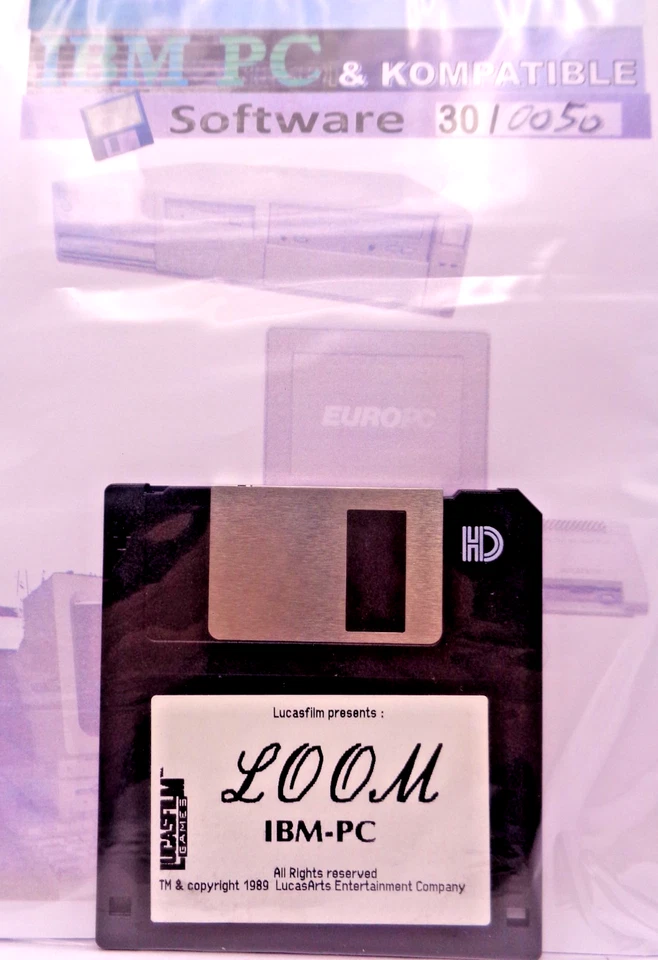 IBM PC & KOMPATIBLE
Software 30 / 0050
EUROPC
HD
Lucasfilm presents :
LOOM
IBM-PC
LUCASFILM™
GAMES
All Rights reserved
TM & copyright 1989 LucasArts Entertainment Company